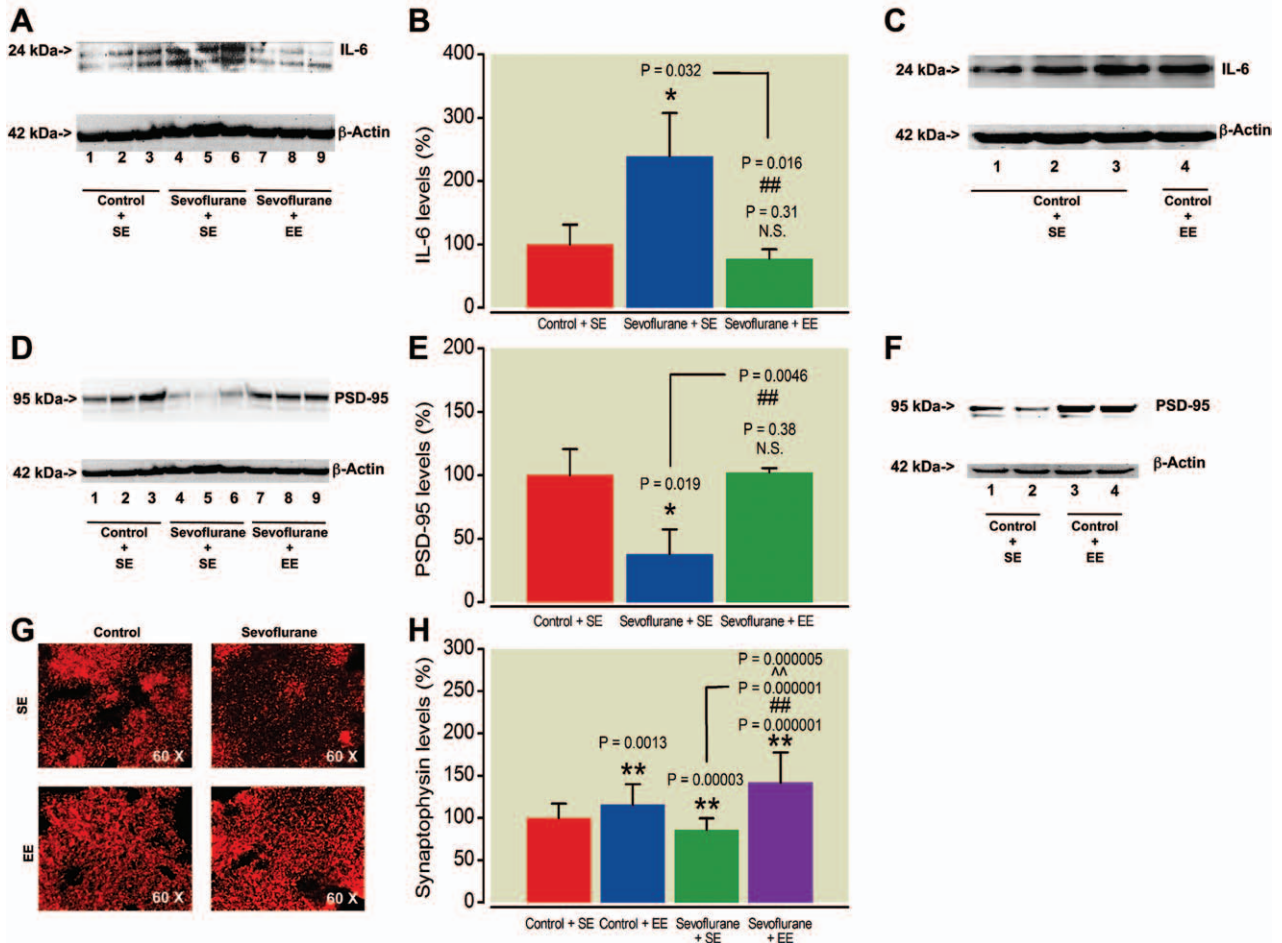 A
24 kDa->
IL-6
42 kDa->
β-Actin
1 2 3 4 5 6 7 8 9
Control + SE
Sevoflurane + SE
Sevoflurane + EE
B
IL-6 levels (%)
400
300
200
100
0
P = 0.032
*
P = 0.016
##
P = 0.31
N.S.
Control + SE
Sevoflurane + SE
Sevoflurane + EE
C
24 kDa->
IL-6
42 kDa->
β-Actin
1 2 3 4
Control + SE
Control + EE
D
95 kDa->
PSD-95
42 kDa->
β-Actin
1 2 3 4 5 6 7 8 9
Control + SE
Sevoflurane + SE
Sevoflurane + EE
E
PSD-95 levels (%)
200
150
100
50
0
P = 0.0046
##
P = 0.38
N.S.
P = 0.019
*
Control + SE
Sevoflurane + SE
Sevoflurane + EE
F
95 kDa->
PSD-95
42 kDa->
β-Actin
1 2 3 4
Control + SE
Control + EE
G
Control
Sevoflurane
SE
60 X
60 X
EE
60 X
60 X
H
Synaptophysin levels (%)
300
250
200
150
100
50
0
P = 0.000005
^^
P = 0.000001
##
P = 0.000001
**
P = 0.0013
**
P = 0.00003
**
Control + SE
Control + EE
Sevoflurane + SE
Sevoflurane + EE